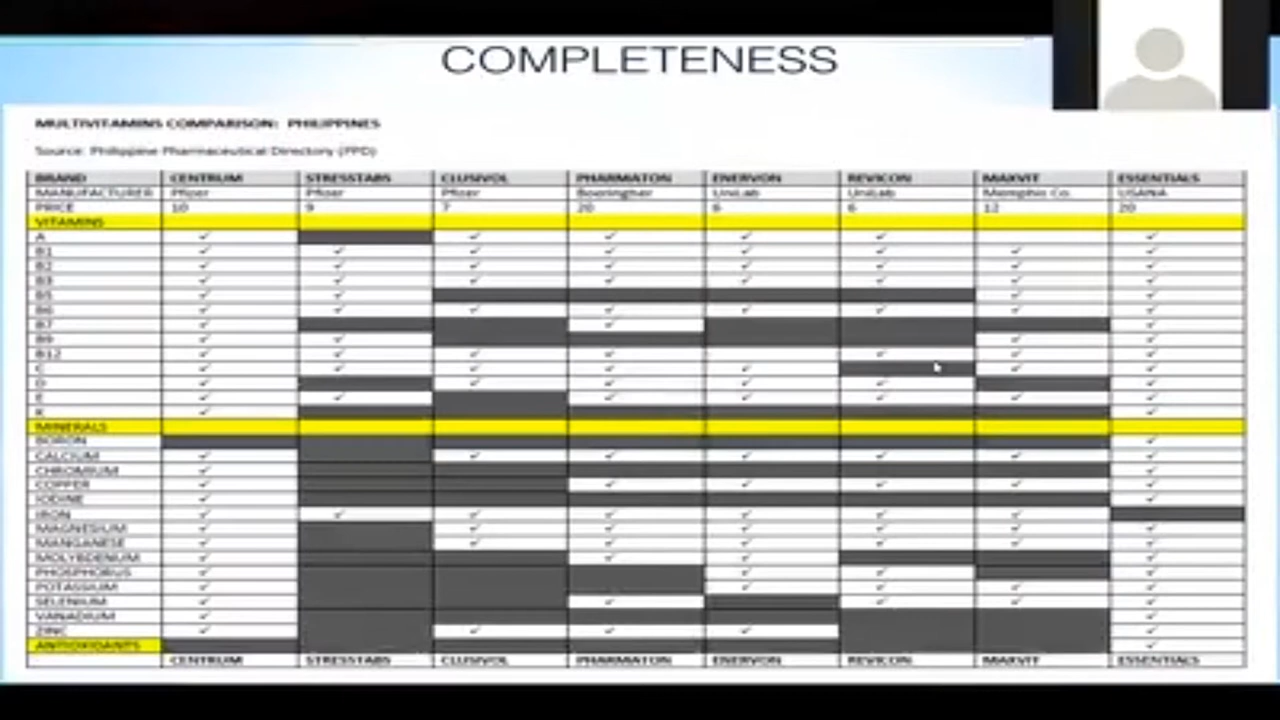 COMPLETENESS
MULTIVITAMINS COMPARISON: PHILIPPINES
Source: Philippine Pharmaceutical Directory (PPD)
BRAND CENTRUM STRESSTABS CLUSIVOL PHARMATON ENERVON REVICON MAXVIT ESSENTIALS
MANUFACTURER Pfizer Pfizer Pfizer Boeringher UniLab UniLab Memphis Co. USANA
PRICE 10 9 7 20 6 6 12 20
VITAMINS
A ✓ ✓ ✓ ✓ ✓ ✓
B1 ✓ ✓ ✓ ✓ ✓ ✓ ✓ ✓
B2 ✓ ✓ ✓ ✓ ✓ ✓ ✓ ✓
B3 ✓ ✓ ✓ ✓ ✓ ✓ ✓ ✓
B5 ✓ ✓ ✓ ✓
B6 ✓ ✓ ✓ ✓ ✓ ✓ ✓ ✓
B7 ✓ ✓ ✓
B9 ✓ ✓ ✓ ✓
B12 ✓ ✓ ✓ ✓ ✓ ✓ ✓
C ✓ ✓ ✓ ✓ ✓ ✓ ✓
D ✓ ✓ ✓ ✓ ✓ ✓
E ✓ ✓ ✓ ✓ ✓ ✓ ✓
K ✓ ✓
MINERALS
BORON ✓
CALCIUM ✓ ✓ ✓ ✓ ✓ ✓ ✓
CHROMIUM ✓ ✓
COPPER ✓ ✓ ✓ ✓ ✓ ✓
IODINE ✓ ✓
IRON ✓ ✓ ✓ ✓ ✓ ✓ ✓
MAGNESIUM ✓ ✓ ✓ ✓ ✓ ✓ ✓
MANGANESE ✓ ✓ ✓ ✓ ✓ ✓ ✓
MOLYBDENUM ✓ ✓ ✓ ✓
PHOSPHORUS ✓ ✓ ✓ ✓
POTASSIUM ✓ ✓ ✓ ✓ ✓
SELENIUM ✓ ✓ ✓ ✓ ✓
VANADIUM ✓ ✓
ZINC ✓ ✓ ✓ ✓ ✓
ANTIOXIDANTS ✓
CENTRUM STRESSTABS CLUSIVOL PHARMATON ENERVON REVICON MAXVIT ESSENTIALS